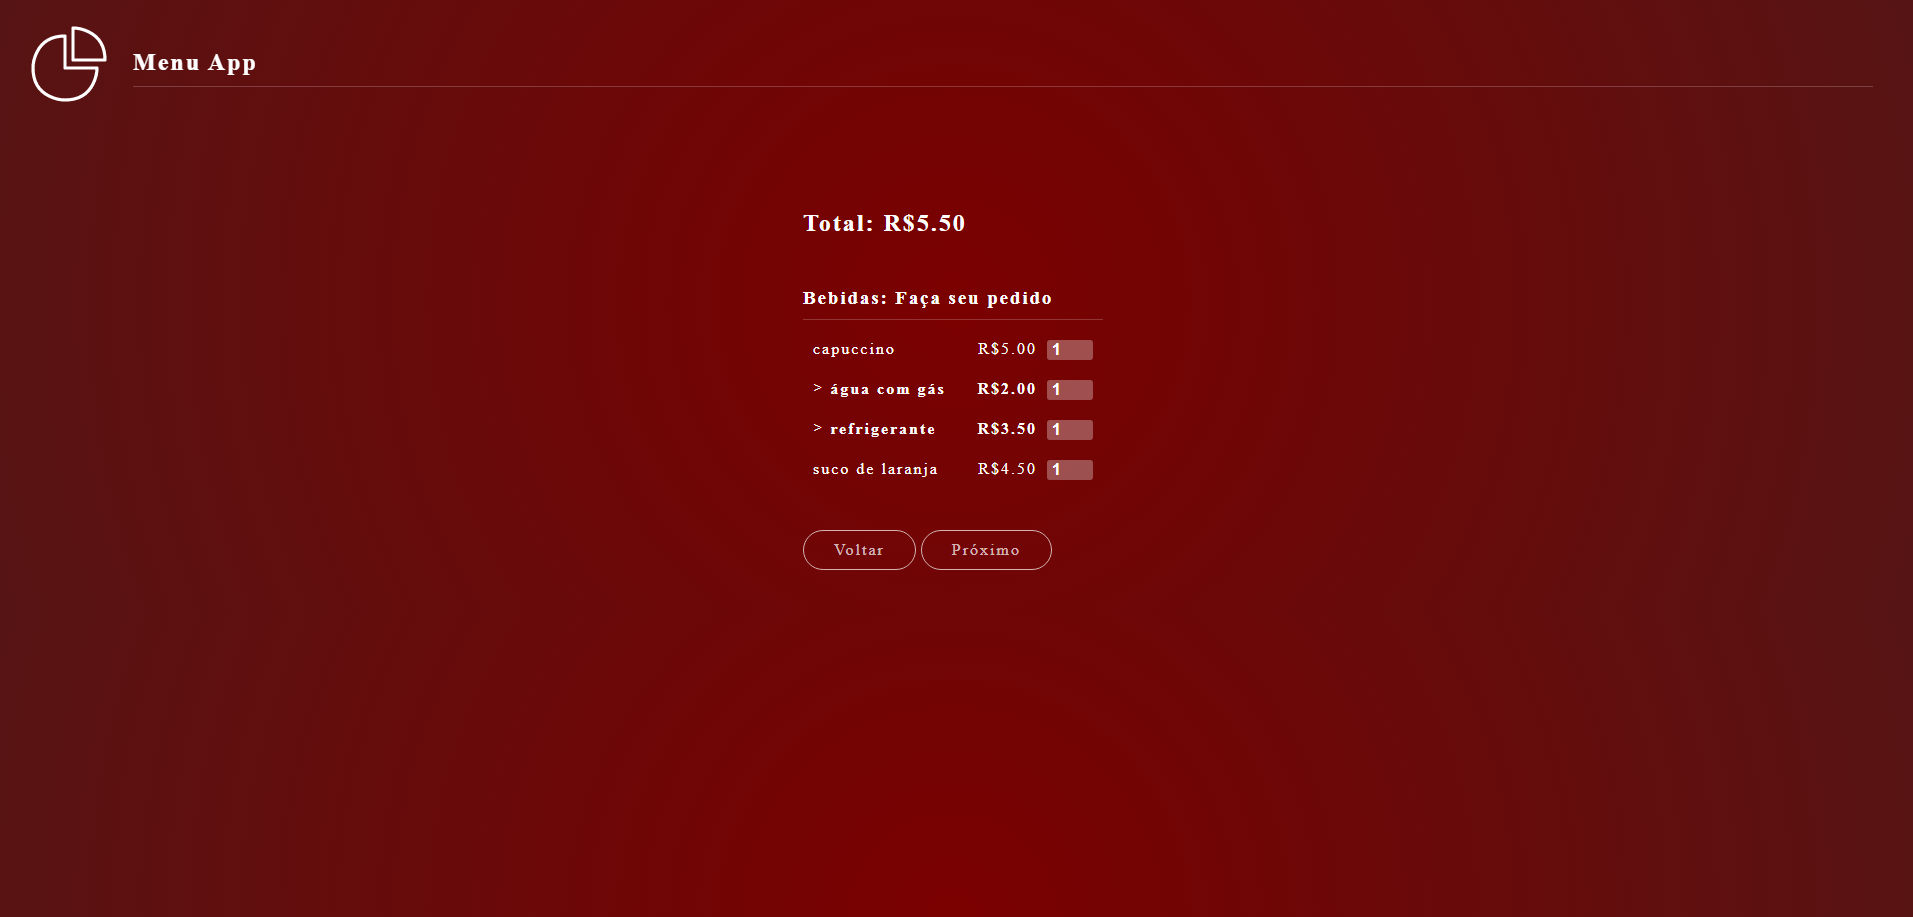 Menu App
Total: R$5.50
Bebidas: Faça seu pedido
capuccino R$5.00 1
> água com gás R$2.00 1
> refrigerante R$3.50 1
suco de laranja R$4.50 1
Voltar Próximo